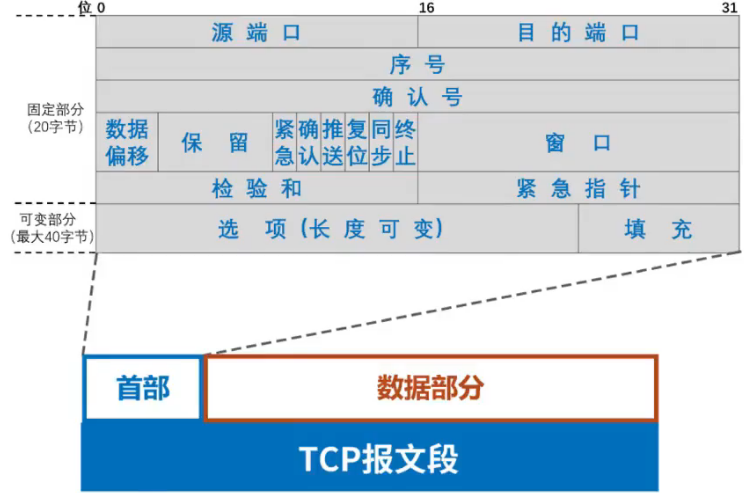 位 0 16 31
源端口 目的端口
序号
确认号
固定部分
(20字节)
数据偏移 保留 紧急 确认 推送 复位 同步 终止 窗口
检验和 紧急指针
可变部分
(最大40字节)
选项(长度可变) 填充
首部 数据部分
TCP报文段